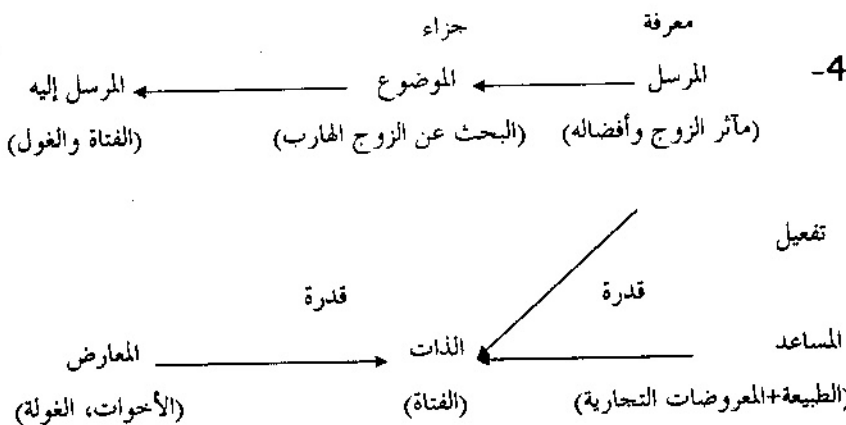 معرفة جزاء
4- المرسل الموضوع المرسل إليه
(مآثر الزوج وأفضاله) (البحث عن الزوج الهارب) (الفتاة والغول)
تفعيل
قدرة قدرة
المساعد الذات المعارض
(الطبيعة+المعروضات التجارية) (الفتاة) (الأخوات، الغولة)